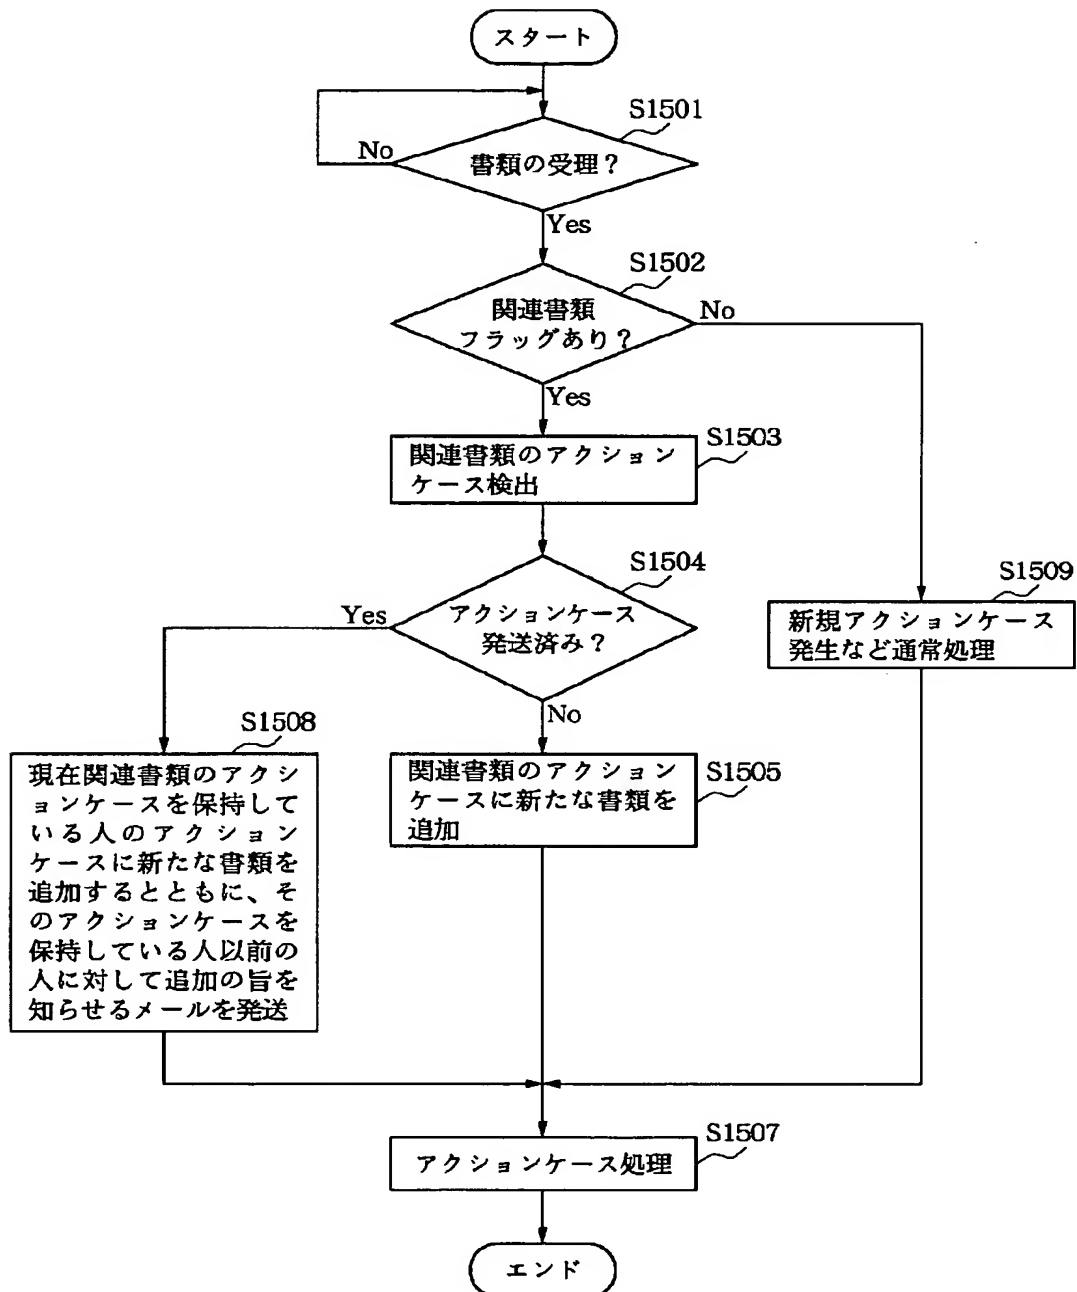 スタート
S1501
No
書類の受理？
Yes
S1502
関連書類
フラッグあり？
No
Yes
S1503
関連書類のアクション
ケース検出
S1504
アクションケース
発送済み？
Yes
No
S1509
新規アクションケース
発生など通常処理
S1508
現在関連書類のアクシ
ョンケースを保持して
いる人のアクション
ケースに新たな書類を
追加するとともに、そ
のアクションケースを
保持している人以前の
人に対して追加の旨を
知らせるメールを発送
S1505
関連書類のアクション
ケースに新たな書類を
追加
S1507
アクションケース処理
エンド